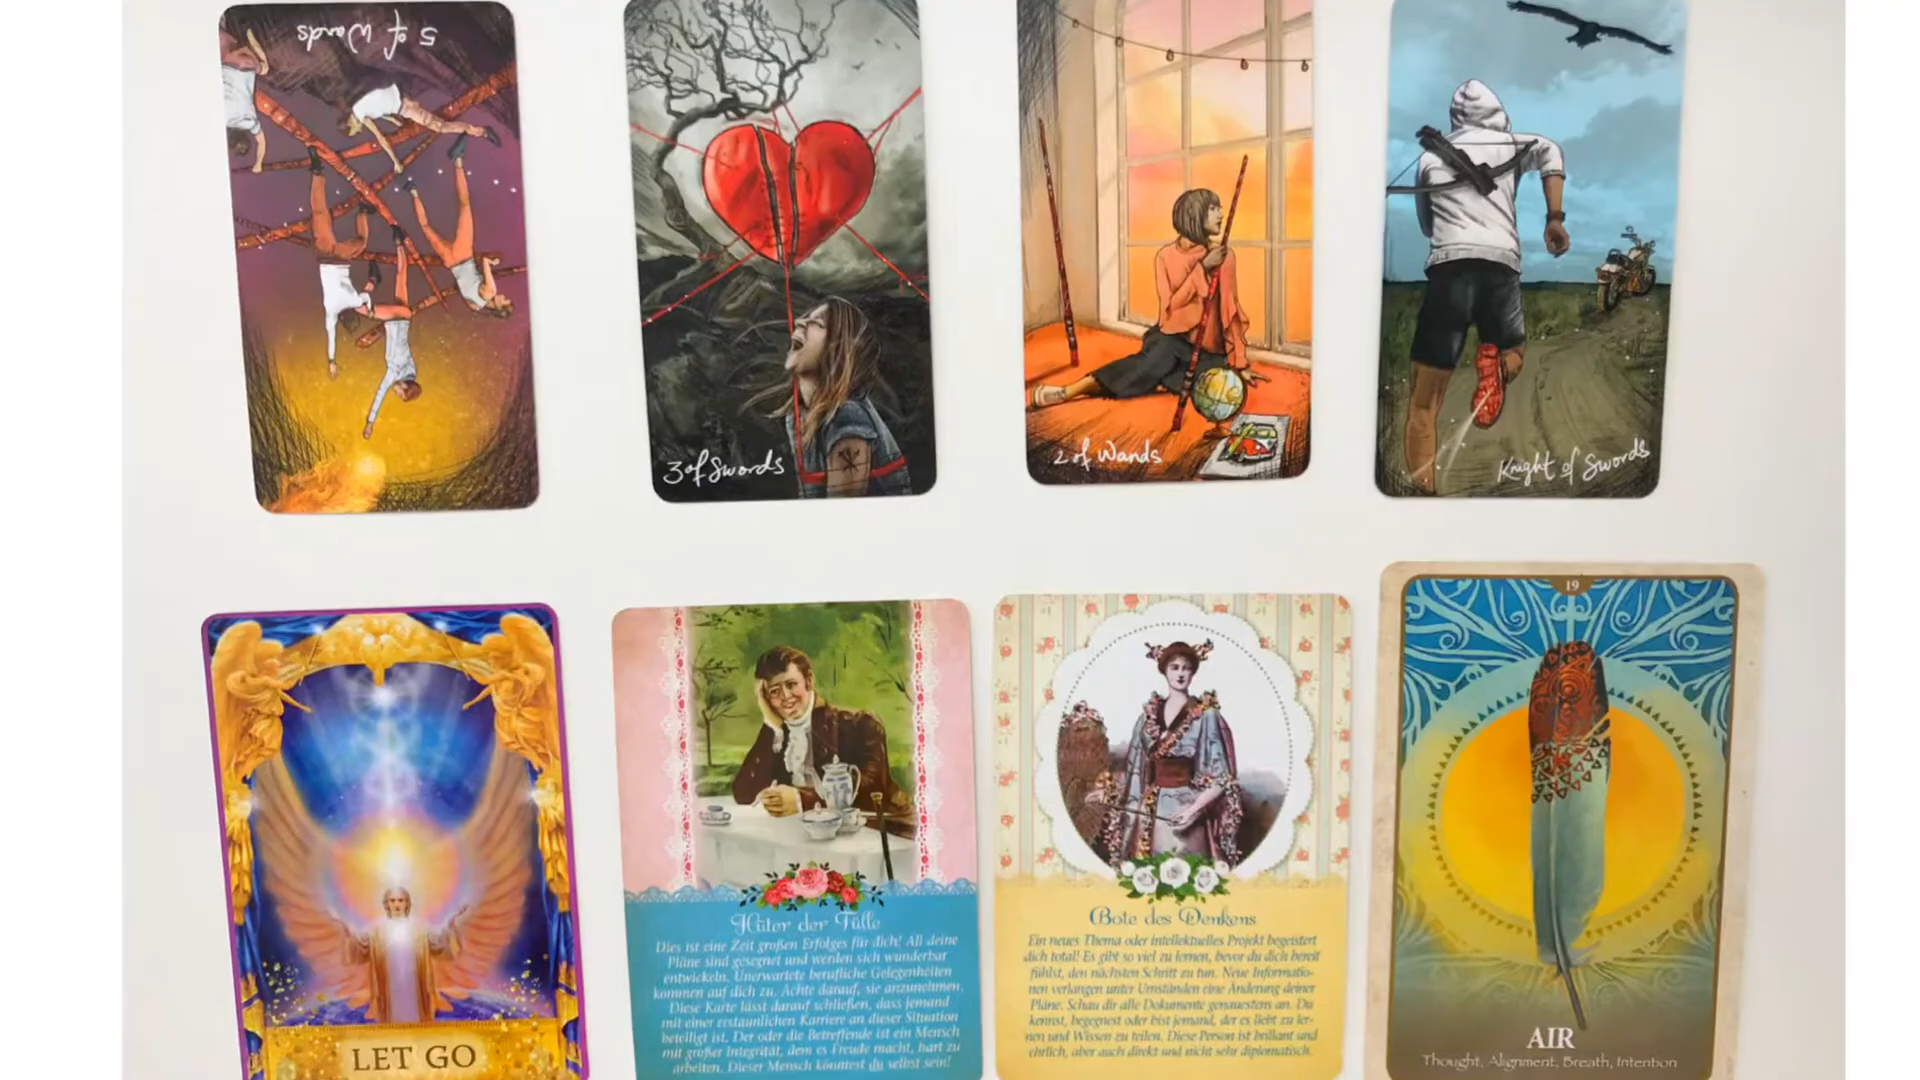 5 of Wands
3 of Swords
2 of Wands
Knight of Swords
LET GO
Hüter der Fülle
Dies ist eine Zeit großen Erfolges für dich! All deine
Pläne sind gesegnet und werden sich wunderbar
entwickeln. Unerwartete berufliche Gelegenheiten
kommen auf dich zu. Achte darauf, sie anzunehmen.
Diese Karte lässt darauf schließen, dass jemand
mit einer erstaunlichen Karriere an dieser Situation
beteiligt ist. Der oder die Betreffende ist ein Mensch
mit großer Integrität, dem es Freude macht, hart zu
arbeiten. Dieser Mensch könntest du selbst sein!
Bote des Denkens
Ein neues Thema oder intellektuelles Projekt begeistert
dich total! Es gibt so viel zu lernen, bevor du dich bereit
fühlst, den nächsten Schritt zu tun. Neue Informatio-
nen verlangen unter Umständen eine Änderung deiner
Pläne. Schau dir alle Dokumente genauestens an. Du
kennst, begegnest oder bist jemand, der es liebt zu ler-
nen und Wissen zu teilen. Diese Person ist brillant und
ehrlich, aber auch direkt und nicht sehr diplomatisch.
19
AIR
Thought, Alignment, Breath, Intention